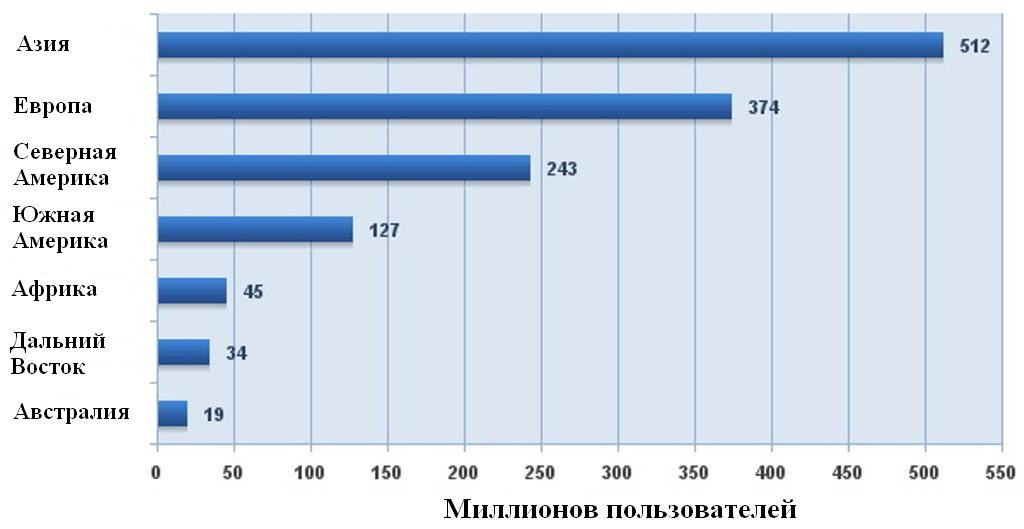 Азия
512
Европа
374
Северная
Америка
243
Южная
Америка
127
Африка
45
Дальний
Восток
34
Австралия
19
0 50 100 150 200 250 300 350 400 450 500 550
Миллионов пользователей